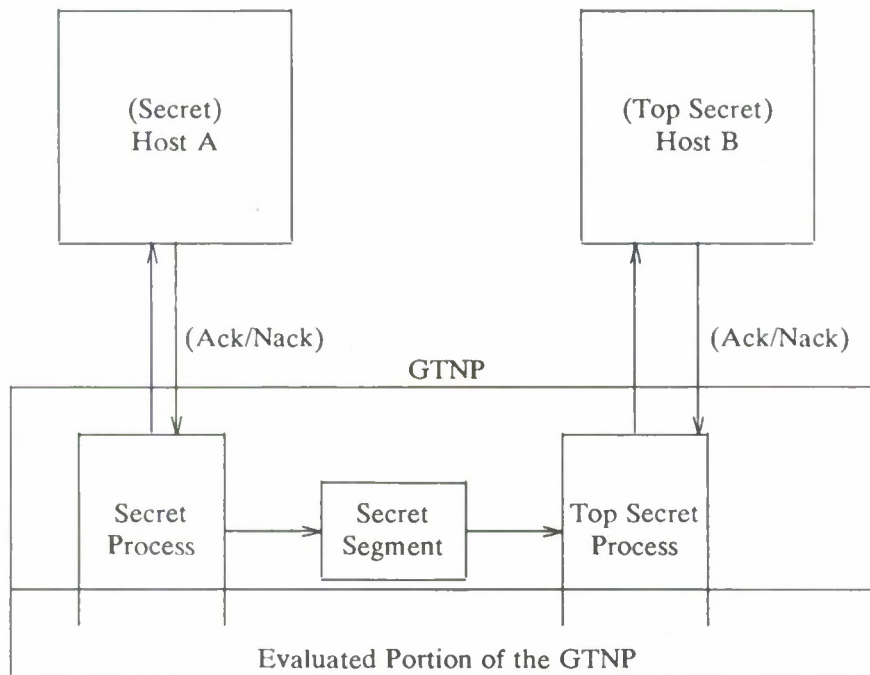 (Secret)
Host A
(Top Secret)
Host B
(Ack/Nack)
(Ack/Nack)
GTNP
Secret
Process
Secret
Segment
Top Secret
Process
Evaluated Portion of the GTNP